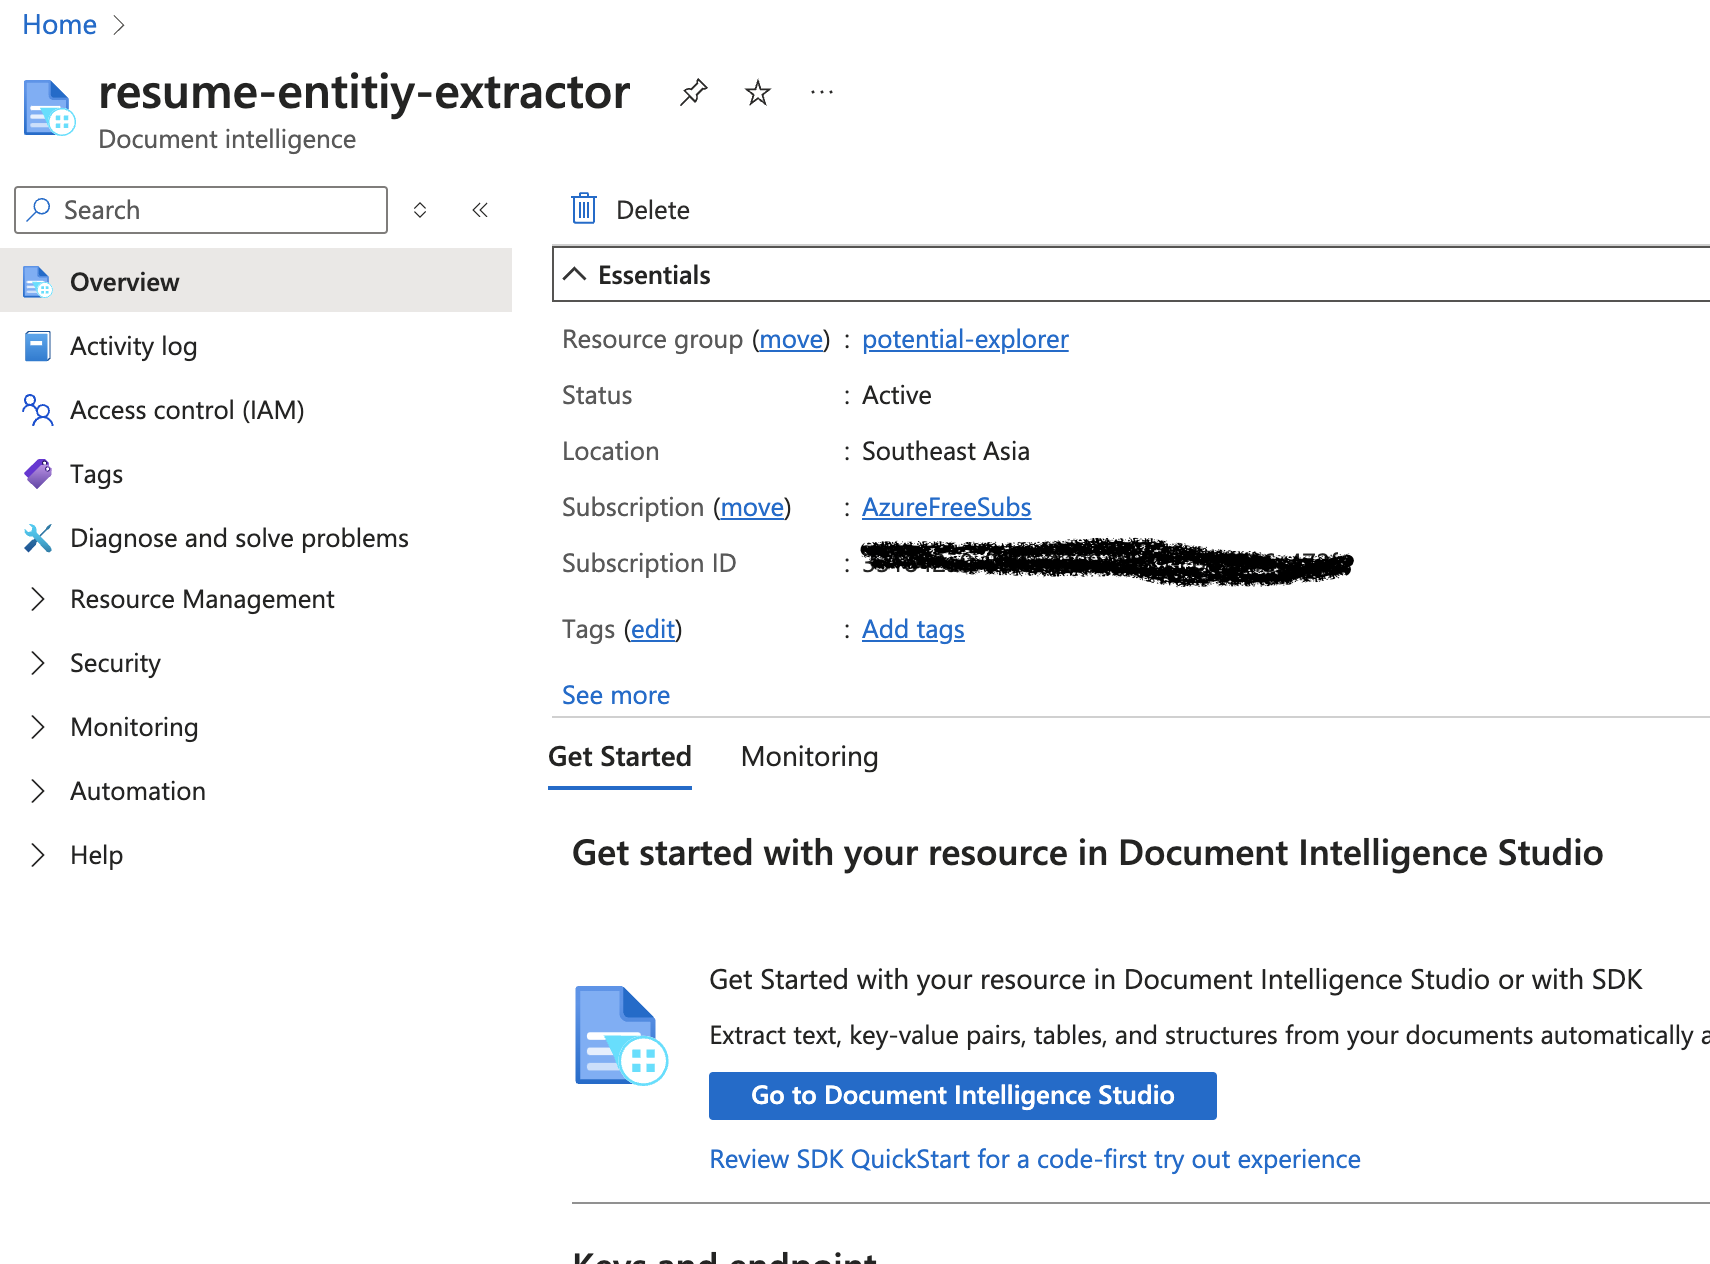 Home
resume-entitiy-extractor
Document intelligence
Search
Delete
Overview
Activity log
Access control (IAM)
Tags
Diagnose and solve problems
Resource Management
Security
Monitoring
Automation
Help
Essentials
Resource group (move) : potential-explorer
Status : Active
Location : Southeast Asia
Subscription (move) : AzureFreeSubs
Subscription ID :
Tags (edit) : Add tags
See more
Get Started Monitoring
Get started with your resource in Document Intelligence Studio
Get Started with your resource in Document Intelligence Studio or with SDK
Extract text, key-value pairs, tables, and structures from your documents automatically
Go to Document Intelligence Studio
Review SDK QuickStart for a code-first try out experience
Keys and endpoint